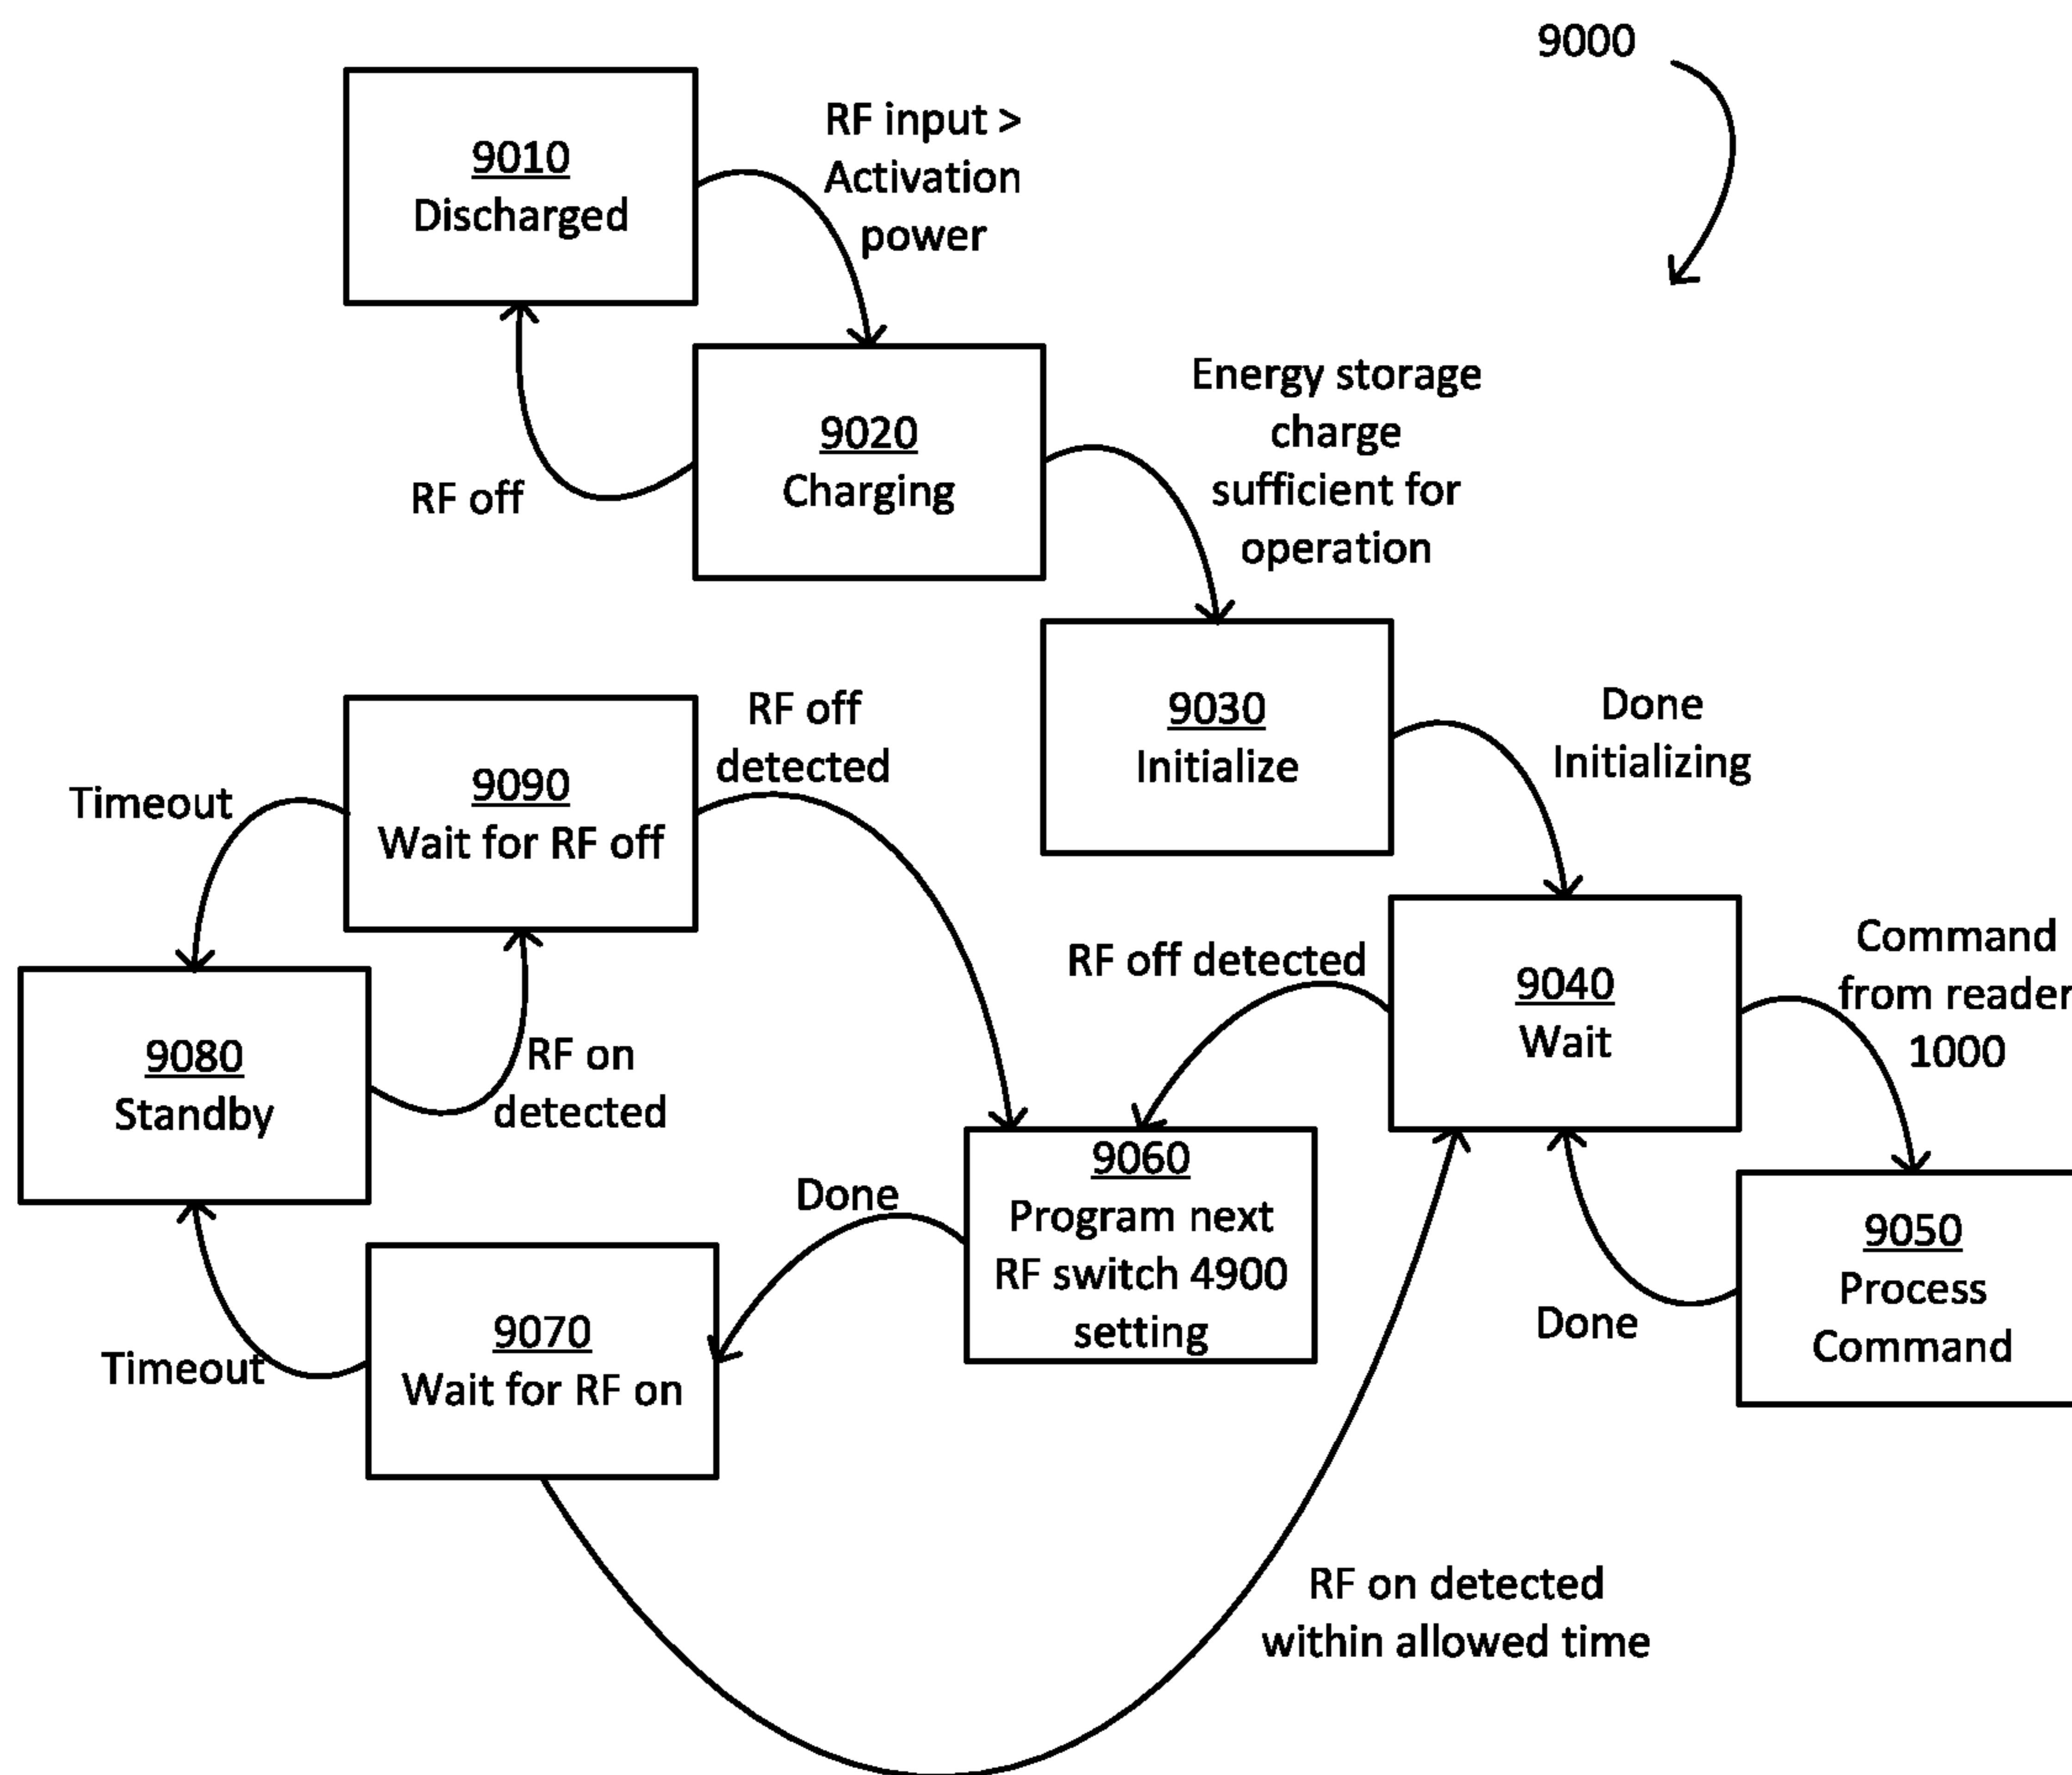 9000
9010
Discharged
RF input >
Activation
power
9020
Charging
RF off
Energy storage
charge
sufficient for
operation
9030
Initialize
Done
Initializing
9090
Wait for RF off
RF off
detected
Timeout
9040
Wait
RF off detected
Command
from reader
1000
9080
Standby
RF on
detected
9060
Program next
RF switch 4900
setting
Done
9050
Process
Command
Done
9070
Wait for RF on
Timeout
RF on detected
within allowed time